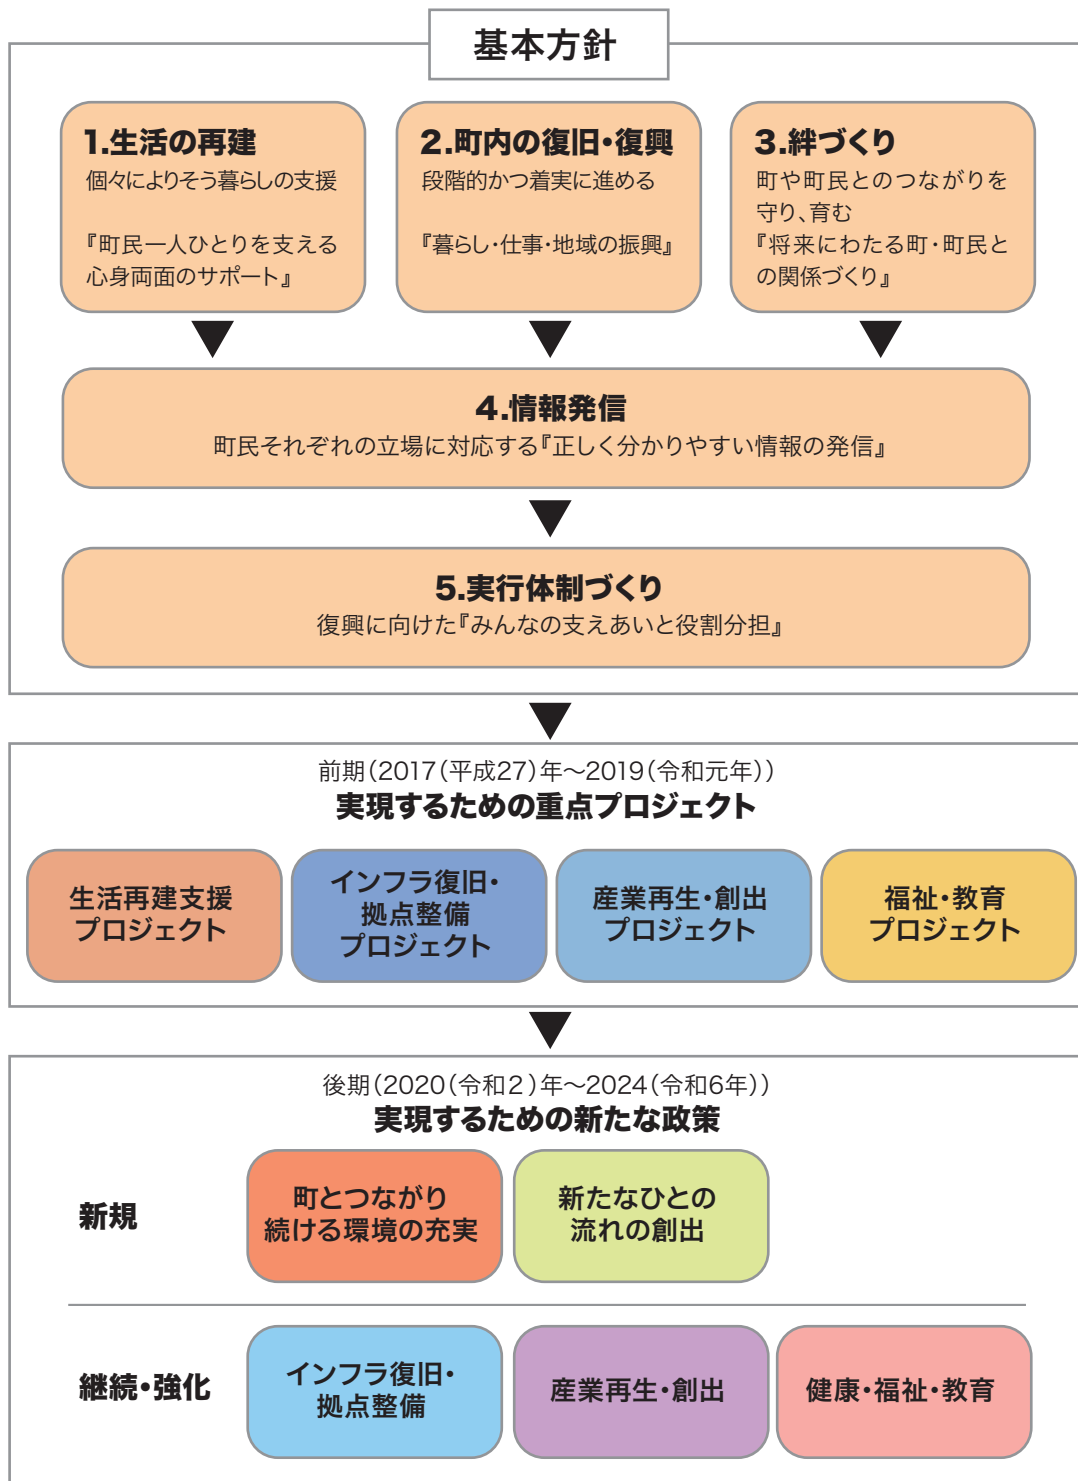 基本方針
1.生活の再建
個々によりそう暮らしの支援
『町民一人ひとりを支える
心身両面のサポート』
2.町内の復旧・復興
段階的かつ着実に進める
『暮らし・仕事・地域の振興』
3.絆づくり
町や町民とのつながりを
守り、育む
『将来にわたる町・町民と
の関係づくり』
4.情報発信
町民それぞれの立場に対応する『正しく分かりやすい情報の発信』
5.実行体制づくり
復興に向けた『みんなの支えあいと役割分担』
前期(2017(平成27)年～2019(令和元年))
実現するための重点プロジェクト
生活再建支援
プロジェクト
インフラ復旧・
拠点整備
プロジェクト
産業再生・創出
プロジェクト
福祉・教育
プロジェクト
後期(2020(令和2)年～2024(令和6年))
実現するための新たな政策
新規
町とつながり
続ける環境の充実
新たなひとの
流れの創出
継続・強化
インフラ復旧・
拠点整備
産業再生・創出
健康・福祉・教育